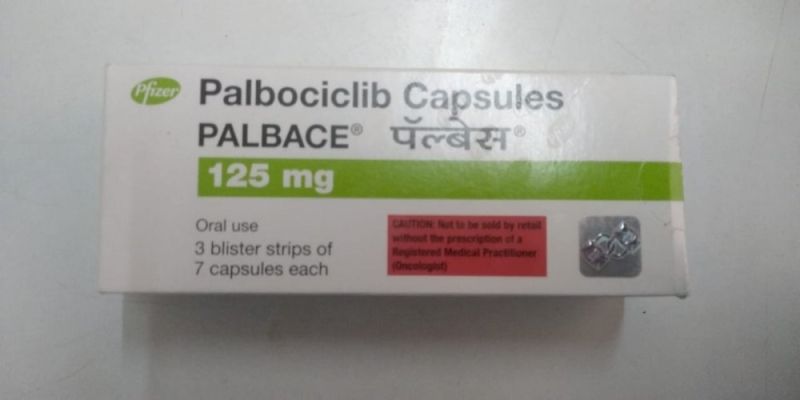 Pfizer
Palbociclib Capsules
PALBACE® पॅल्बेस®
125 mg
Oral use
3 blister strips of
7 capsules each
CAUTION: Not to be sold by retail
without the prescription of a
Registered Medical Practitioner
(Oncologist)